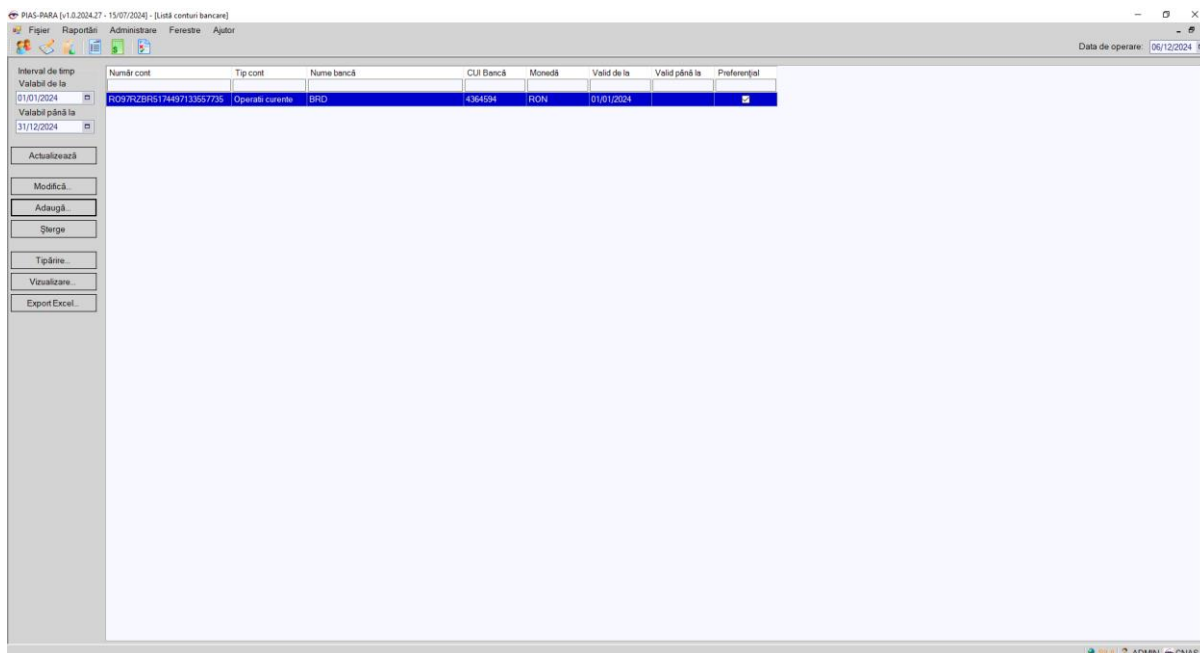 PIAS-PARA [v1.0.2024.27 - 15/07/2024] - [Listă conturi bancare]
Fișier Raportări Administrare Ferestre Ajutor
Data de operare: 06/12/2024
Interval de timp
Valabil de la
01/01/2024
Valabil până la
31/12/2024
Actualizează
Modifică...
Adaugă...
Șterge
Tipărire...
Vizualizare...
Export Excel...
Număr cont Tip cont Nume bancă CUI Bancă Monedă Valid de la Valid până la Preferențial
RO97RZBR5174497133557735 Operatii curente BRD 4364594 RON 01/01/2024
ADMIN CNAS